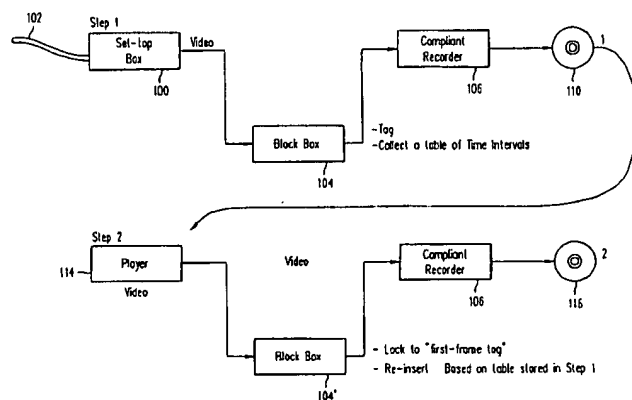 Step 1
102
Set-top
Box
100
Video
Block Box
104
- Tag
- Collect a table of Time Intervals
Compliant
Recorder
106
1
110
Step 2
114
Player
Video
Video
Block Box
104'
- Lock to "first-frame tag"
- Re-insert Based on table stored in Step 1
Compliant
Recorder
106
2
116